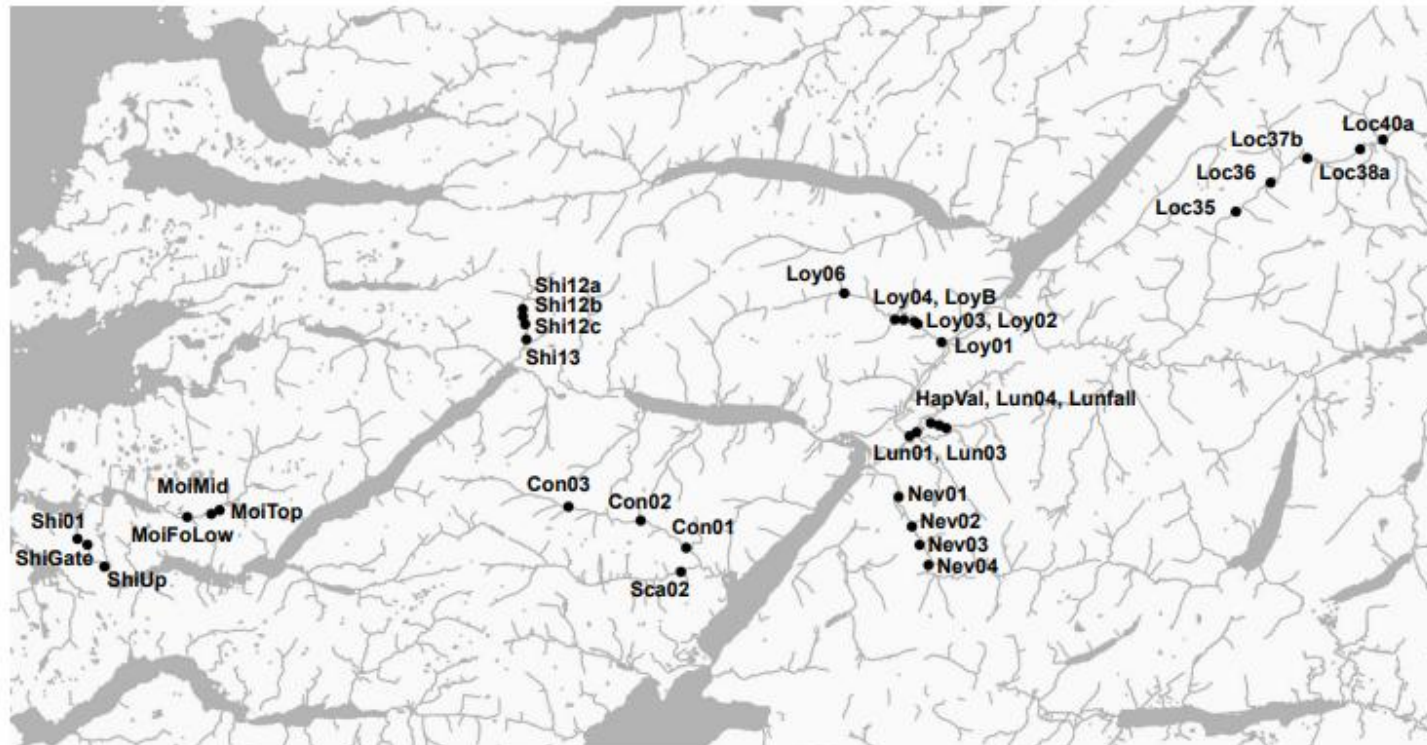 Loc40a
Loc37b
Loc38a
Loc36
Loc35
Loy06
Shi12a
Loy04, LoyB
Shi12b
Shi12c
Loy03, Loy02
Loy01
Shi13
HapVal, Lun04, Lunfall
Lun01, Lun03
Con03
MoiMid
Con02
Nev01
MoiTop
Shi01
MoiFoLow
Con01
Nev02
Nev03
ShiGate
Nev04
ShiUp
Sca02